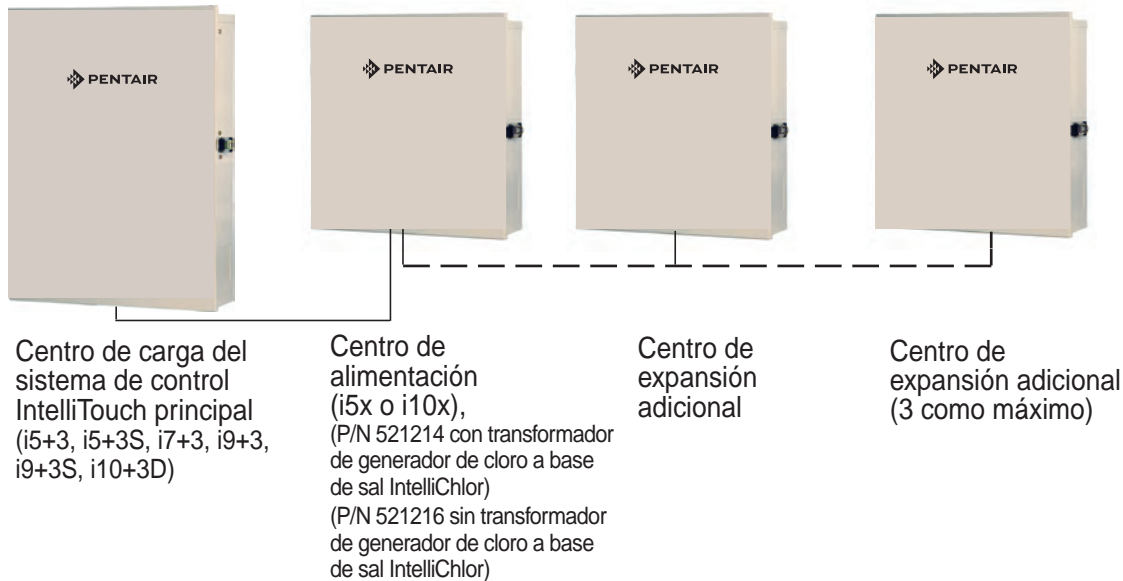 PENTAIR
PENTAIR
PENTAIR
PENTAIR
Centro de carga del
sistema de control
IntelliTouch principal
(i5+3, i5+3S, i7+3, i9+3,
i9+3S, i10+3D)
Centro de
alimentación
(i5x o i10x),
(P/N 521214 con transformador
de generador de cloro a base
de sal IntelliChlor)
(P/N 521216 sin transformador
de generador de cloro a base
de sal IntelliChlor)
Centro de
expansión
adicional
Centro de
expansión adicional
(3 como máximo)